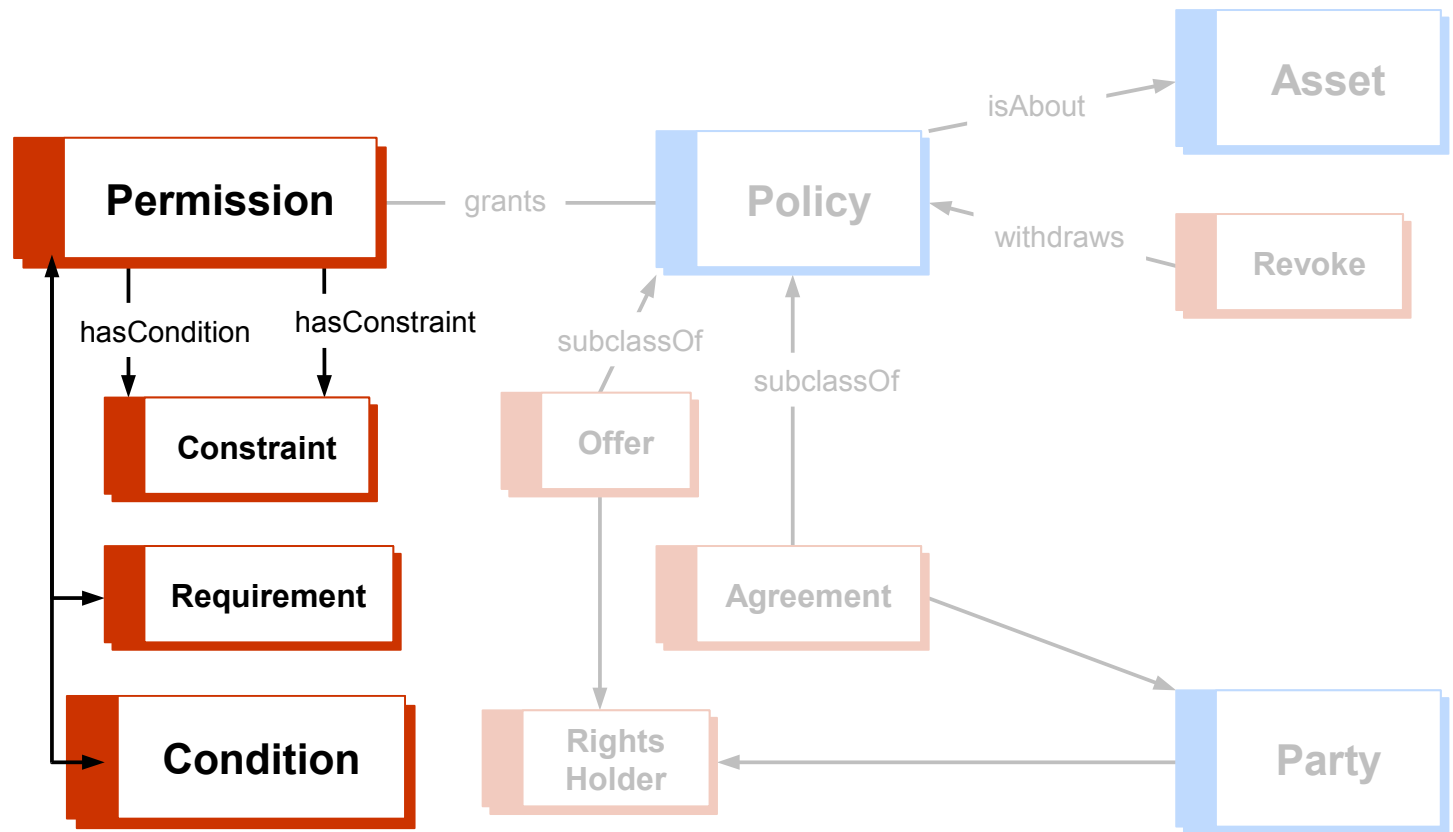 Asset
isAbout
Permission
grants
Policy
withdraws
Revoke
hasCondition
hasConstraint
subclassOf
subclassOf
Constraint
Offer
Requirement
Agreement
Condition
Rights
Holder
Party